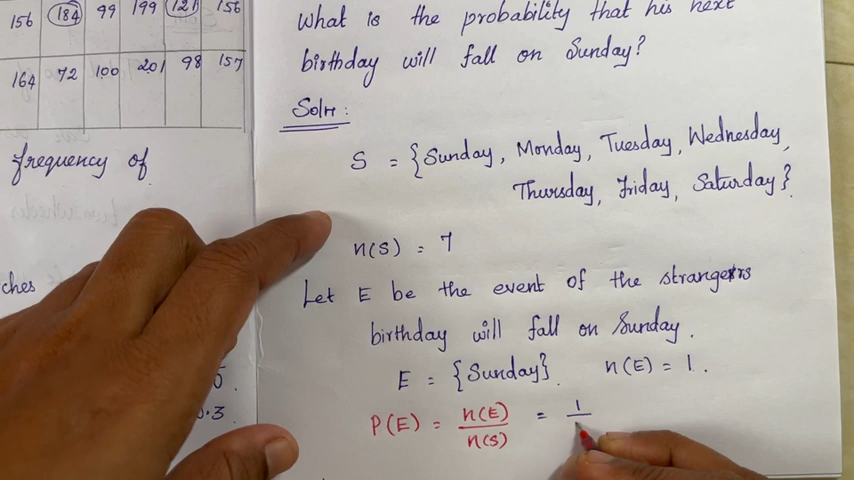 156 184 99 199 121 156
164 72 100 201 98 157
frequency of
ches
0.3
What is the probability that his next
birthday will fall on Sunday?
Soln:
S = {Sunday, Monday, Tuesday, Wednesday,
Thursday, Friday, Saturday}
n(S) = 7
Let E be the event of the strangers
birthday will fall on Sunday.
E = {Sunday}. n(E) = 1.
P(E) = n(E)/n(S) = 1/